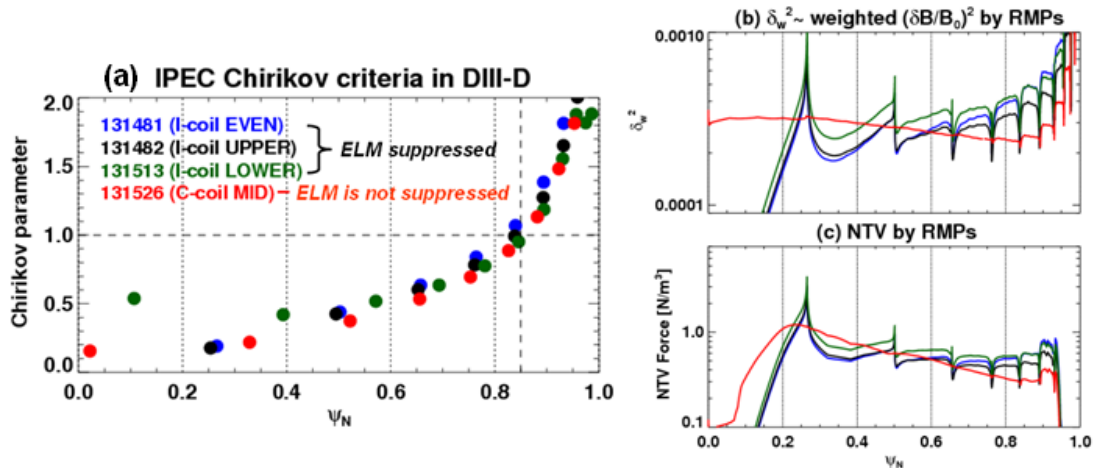 (a) IPEC Chirikov criteria in DIII-D
2.0
1.5
1.0
0.5
0.0
Chirikov parameter
131481 (I-coil EVEN)
131482 (I-coil UPPER)
131513 (I-coil LOWER)
ELM suppressed
131526 (C-coil MID) – ELM is not suppressed
0.0 0.2 0.4 0.6 0.8 1.0
ψN
(b) δw² ~ weighted (δB/B0)² by RMPs
0.0010
0.0001
δw²
(c) NTV by RMPs
1.0
0.1
NTV Force [N/m³]
0.0 0.2 0.4 0.6 0.8 1.0
ψN